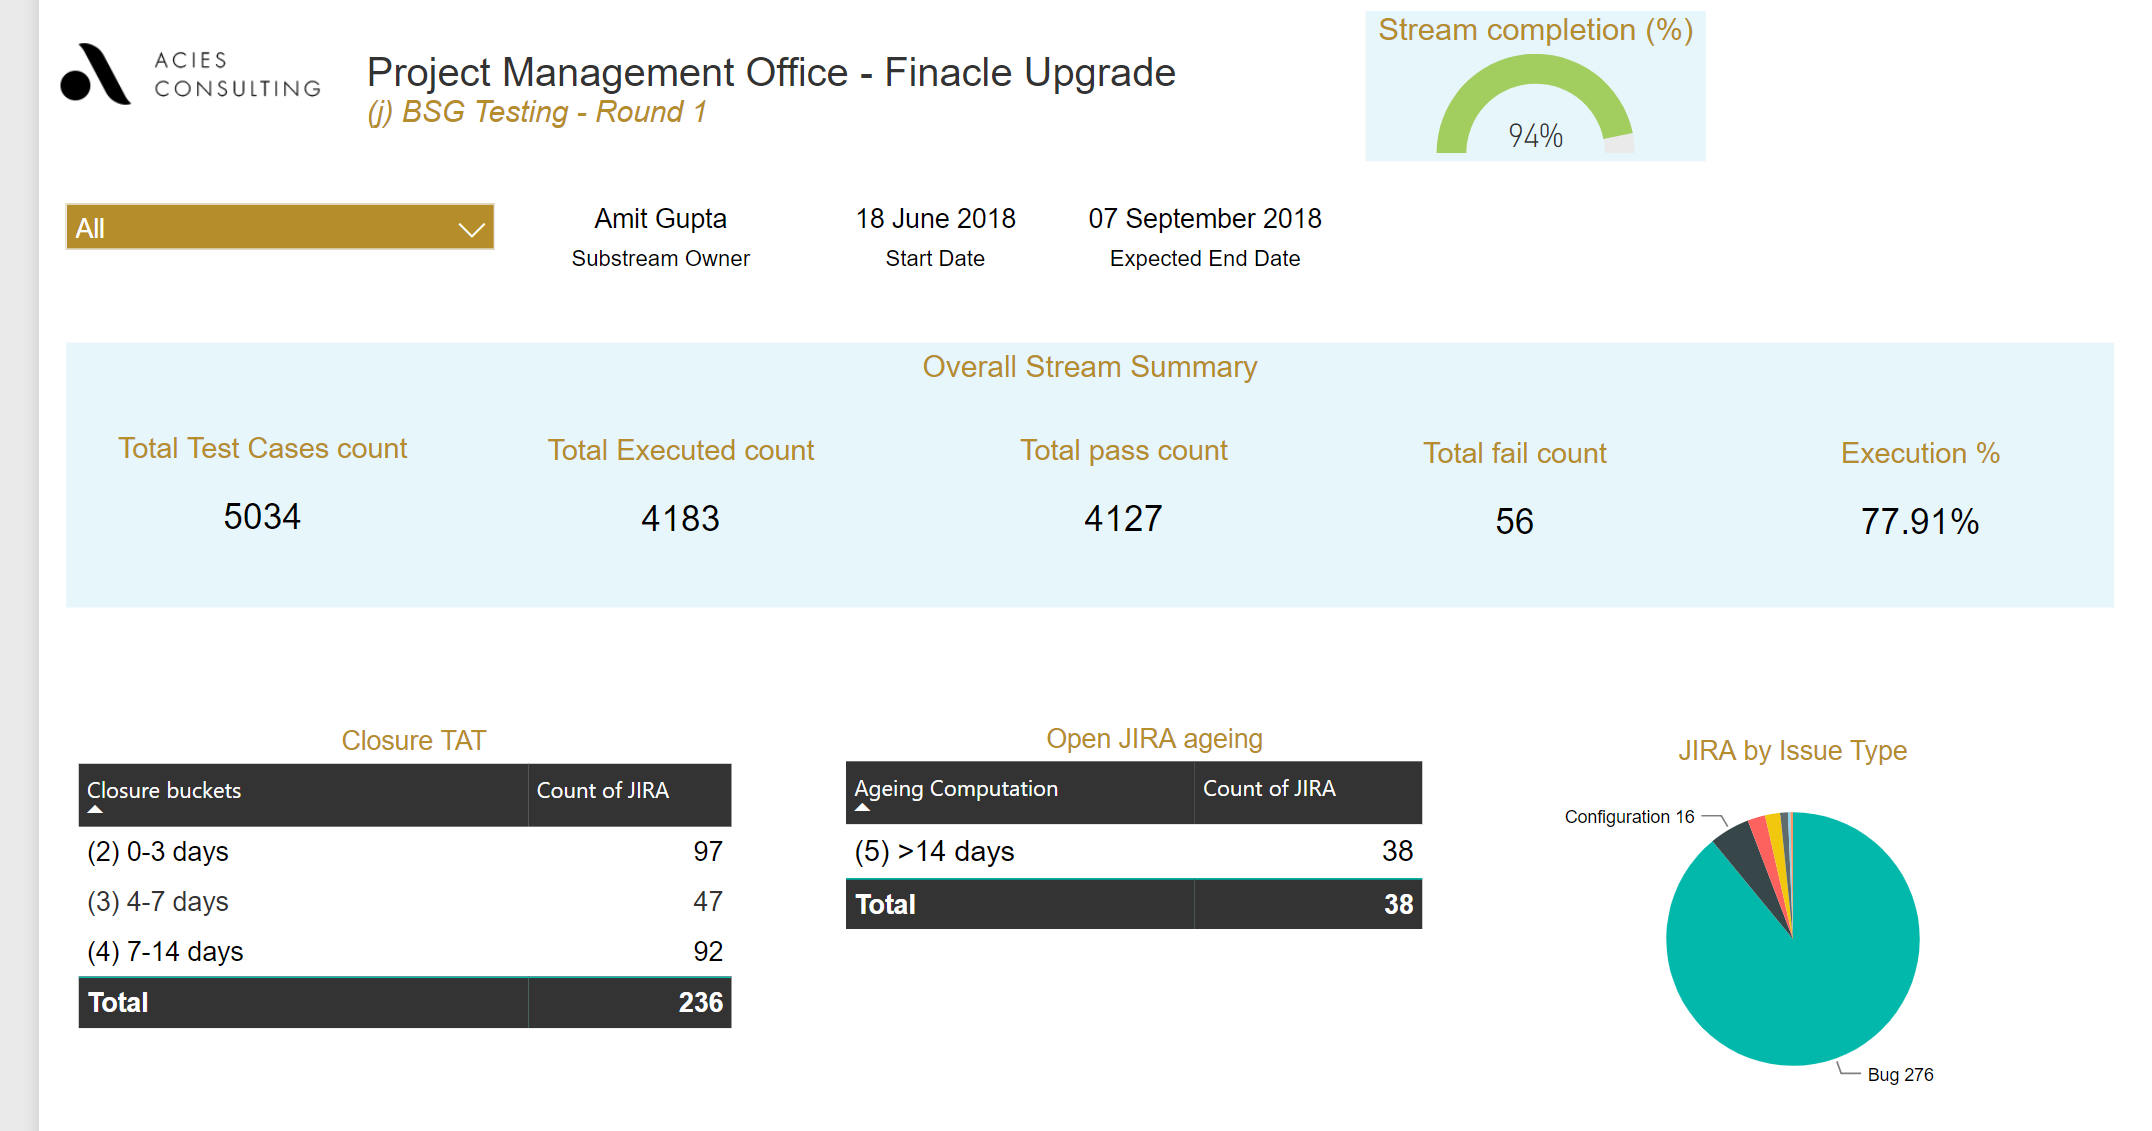 ACIES
CONSULTING
Project Management Office - Finacle Upgrade
(j) BSG Testing - Round 1
Stream completion (%)
94%
All
Amit Gupta
Substream Owner
18 June 2018
Start Date
07 September 2018
Expected End Date
Overall Stream Summary
Total Test Cases count
5034
Total Executed count
4183
Total pass count
4127
Total fail count
56
Execution %
77.91%
Closure TAT
Closure buckets Count of JIRA
(2) 0-3 days 97
(3) 4-7 days 47
(4) 7-14 days 92
Total 236
Open JIRA ageing
Ageing Computation Count of JIRA
(5) >14 days 38
Total 38
JIRA by Issue Type
Configuration 16
Bug 276